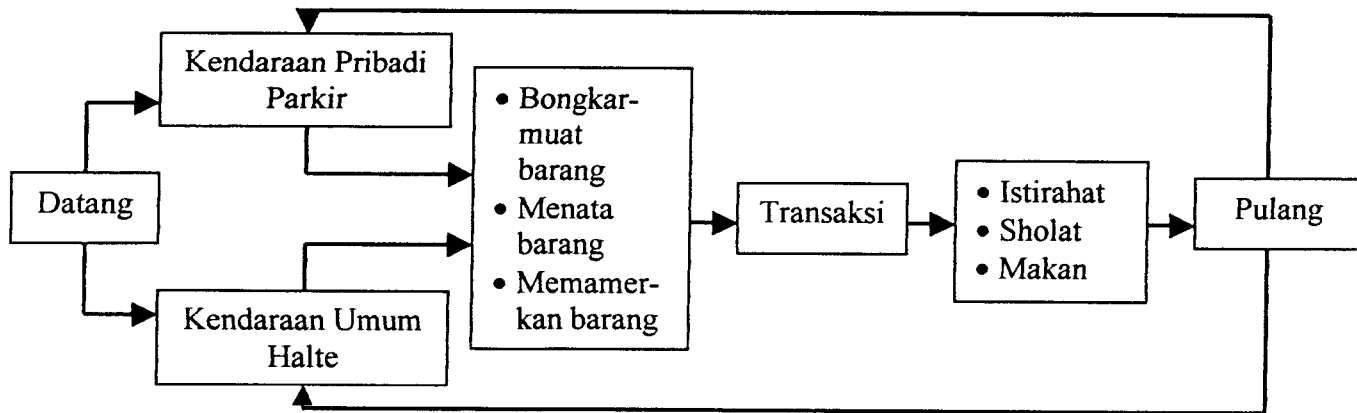 Datang
Kendaraan Pribadi
Parkir
Kendaraan Umum
Halte
• Bongkar-
muat
barang
• Menata
barang
• Memamer-
kan barang
Transaksi
• Istirahat
• Sholat
• Makan
Pulang